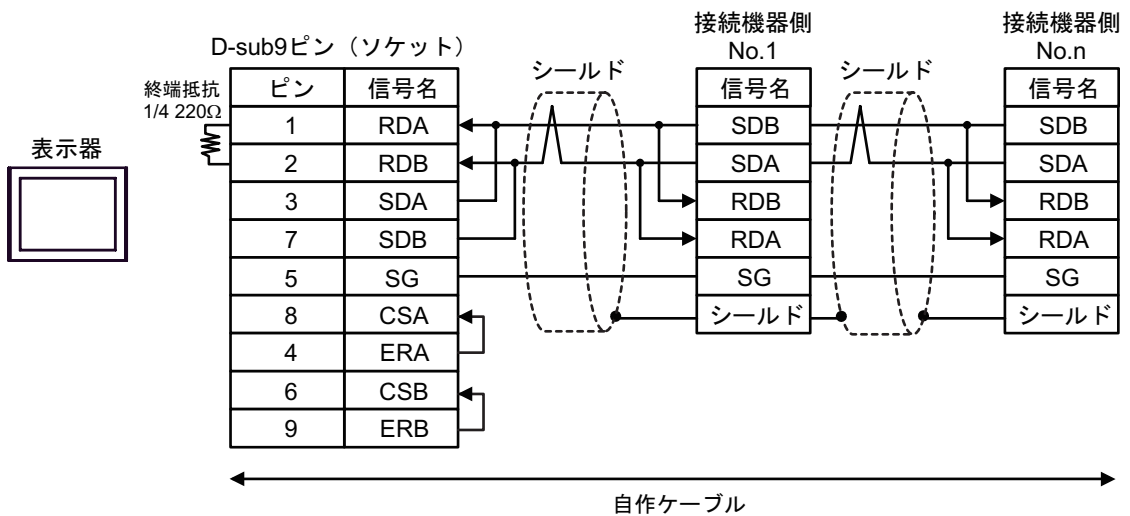 接続機器側
No.1
接続機器側
No.n
D-sub9ピン（ソケット）
シールド
シールド
終端抵抗
1/4 220Ω
表示器
ピン 信号名
1 RDA
2 RDB
3 SDA
7 SDB
5 SG
8 CSA
4 ERA
6 CSB
9 ERB
信号名
SDB
SDA
RDB
RDA
SG
シールド
信号名
SDB
SDA
RDB
RDA
SG
シールド
自作ケーブル